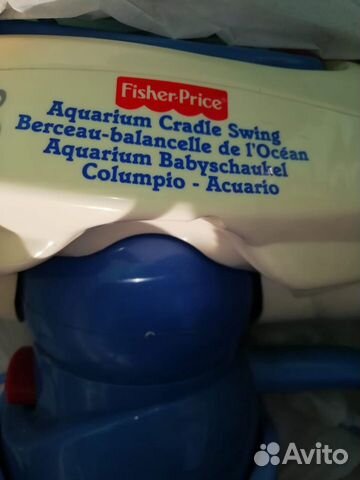 Fisher-Price
Aquarium Cradle Swing
Berceau-balancelle de l'Océan
Aquarium Babyschaukel
Columpio - Acuario
Avito